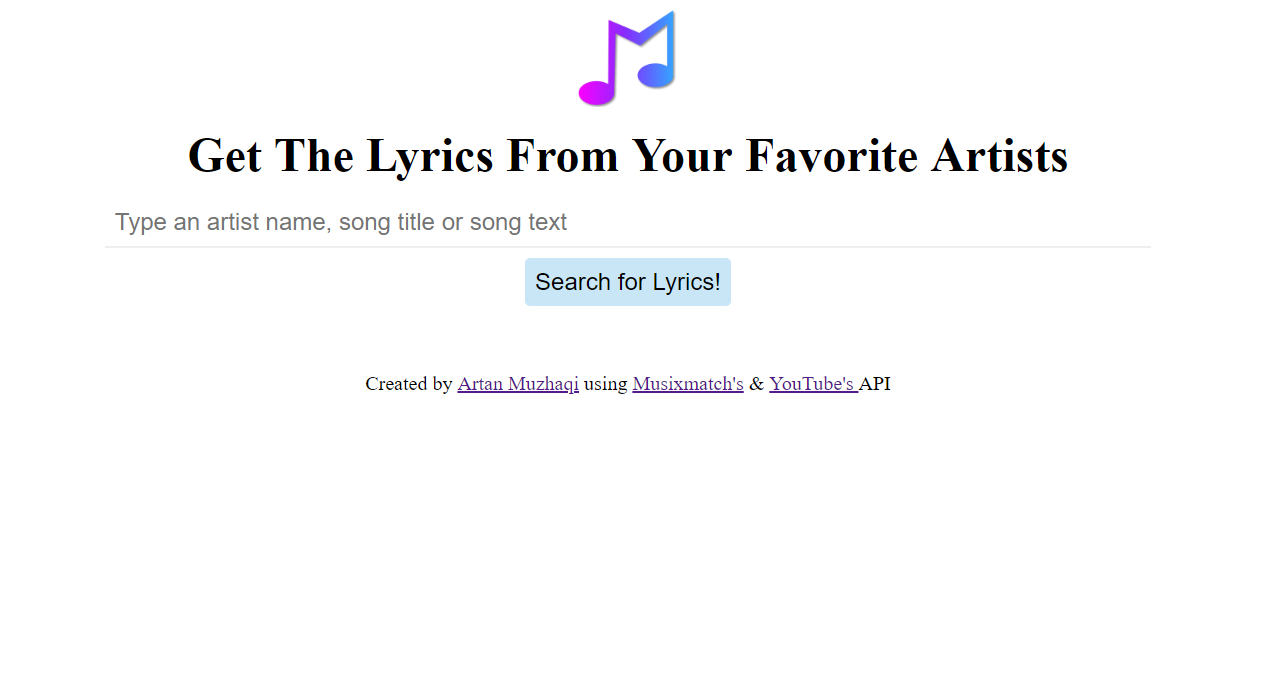 Get The Lyrics From Your Favorite Artists
Type an artist name, song title or song text
Search for Lyrics!
Created by Artan Muzhaqi using Musixmatch's & YouTube's API